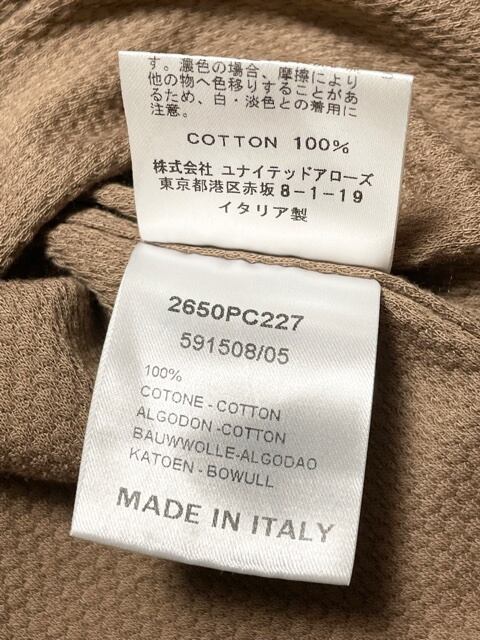 す。濃色の場合、摩擦により
他の物へ色移りすることがあ
るため、白・淡色との着用に
注意。
COTTON 100%
株式会社 ユナイテッドアローズ
東京都港区赤坂8-1-19
イタリア製
2650PC227
591508/05
100%
COTONE-COTTON
ALGODON-COTTON
BAUWWOLLE-ALGODAO
KATOEN-BOWULL
MADE IN ITALY